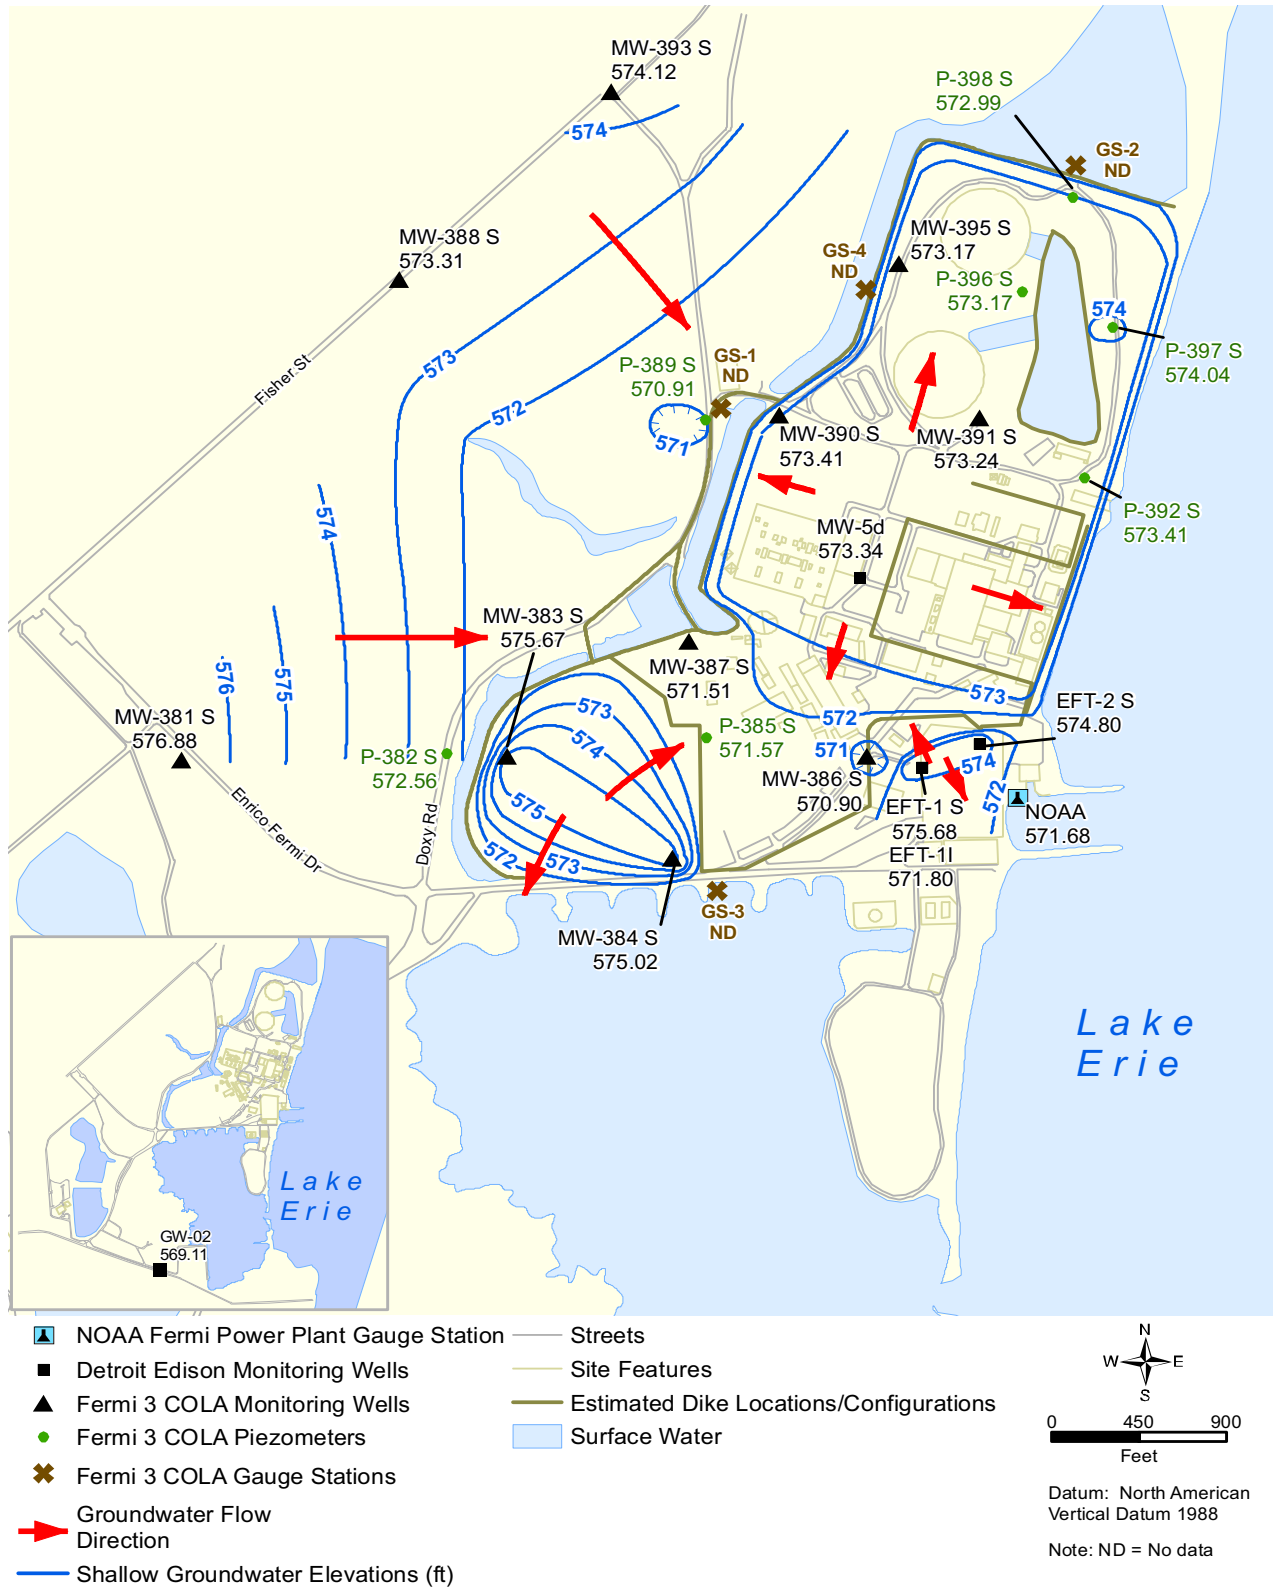 MW-393 S
574.12
574
P-398 S
572.99
GS-2
ND
MW-388 S
573.31
MW-395 S
573.17
GS-4
ND
P-396 S
573.17
574
P-397 S
574.04
573
Fisher St
P-389 S
570.91
GS-1
ND
572
571
MW-390 S
573.41
MW-391 S
573.24
574
P-392 S
573.41
MW-5d
573.34
MW-383 S
575.67
MW-387 S
571.51
576
575
573
EFT-2 S
574.80
MW-381 S
576.88
P-382 S
572.56
573
574
P-385 S
571.57
572
571
MW-386 S
570.90
574
572
EFT-1 S
575.68
EFT-1I
571.80
NOAA
571.68
Enrico Fermi Dr
Doxy Rd
575
572
573
GS-3
ND
MW-384 S
575.02
Lake
Erie
Lake
Erie
GW-02
569.11
NOAA Fermi Power Plant Gauge Station
Detroit Edison Monitoring Wells
Fermi 3 COLA Monitoring Wells
Fermi 3 COLA Piezometers
Fermi 3 COLA Gauge Stations
Groundwater Flow
Direction
Shallow Groundwater Elevations (ft)
Streets
Site Features
Estimated Dike Locations/Configurations
Surface Water
N
W E
S
0 450 900
Feet
Datum: North American
Vertical Datum 1988
Note: ND = No data